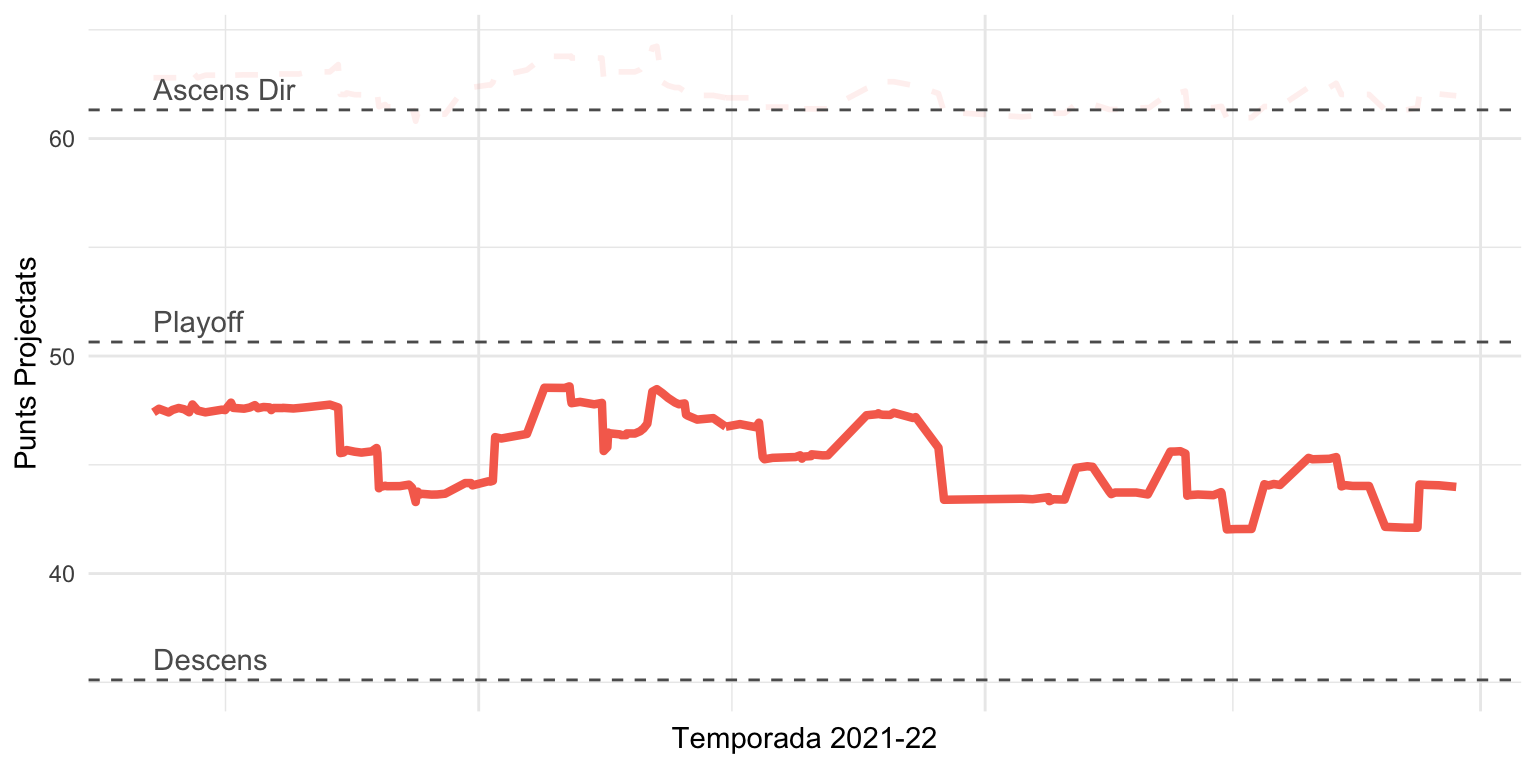 Ascens Dir
60
Playoff
50
Punts Projectats
40
Descens
Temporada 2021-22